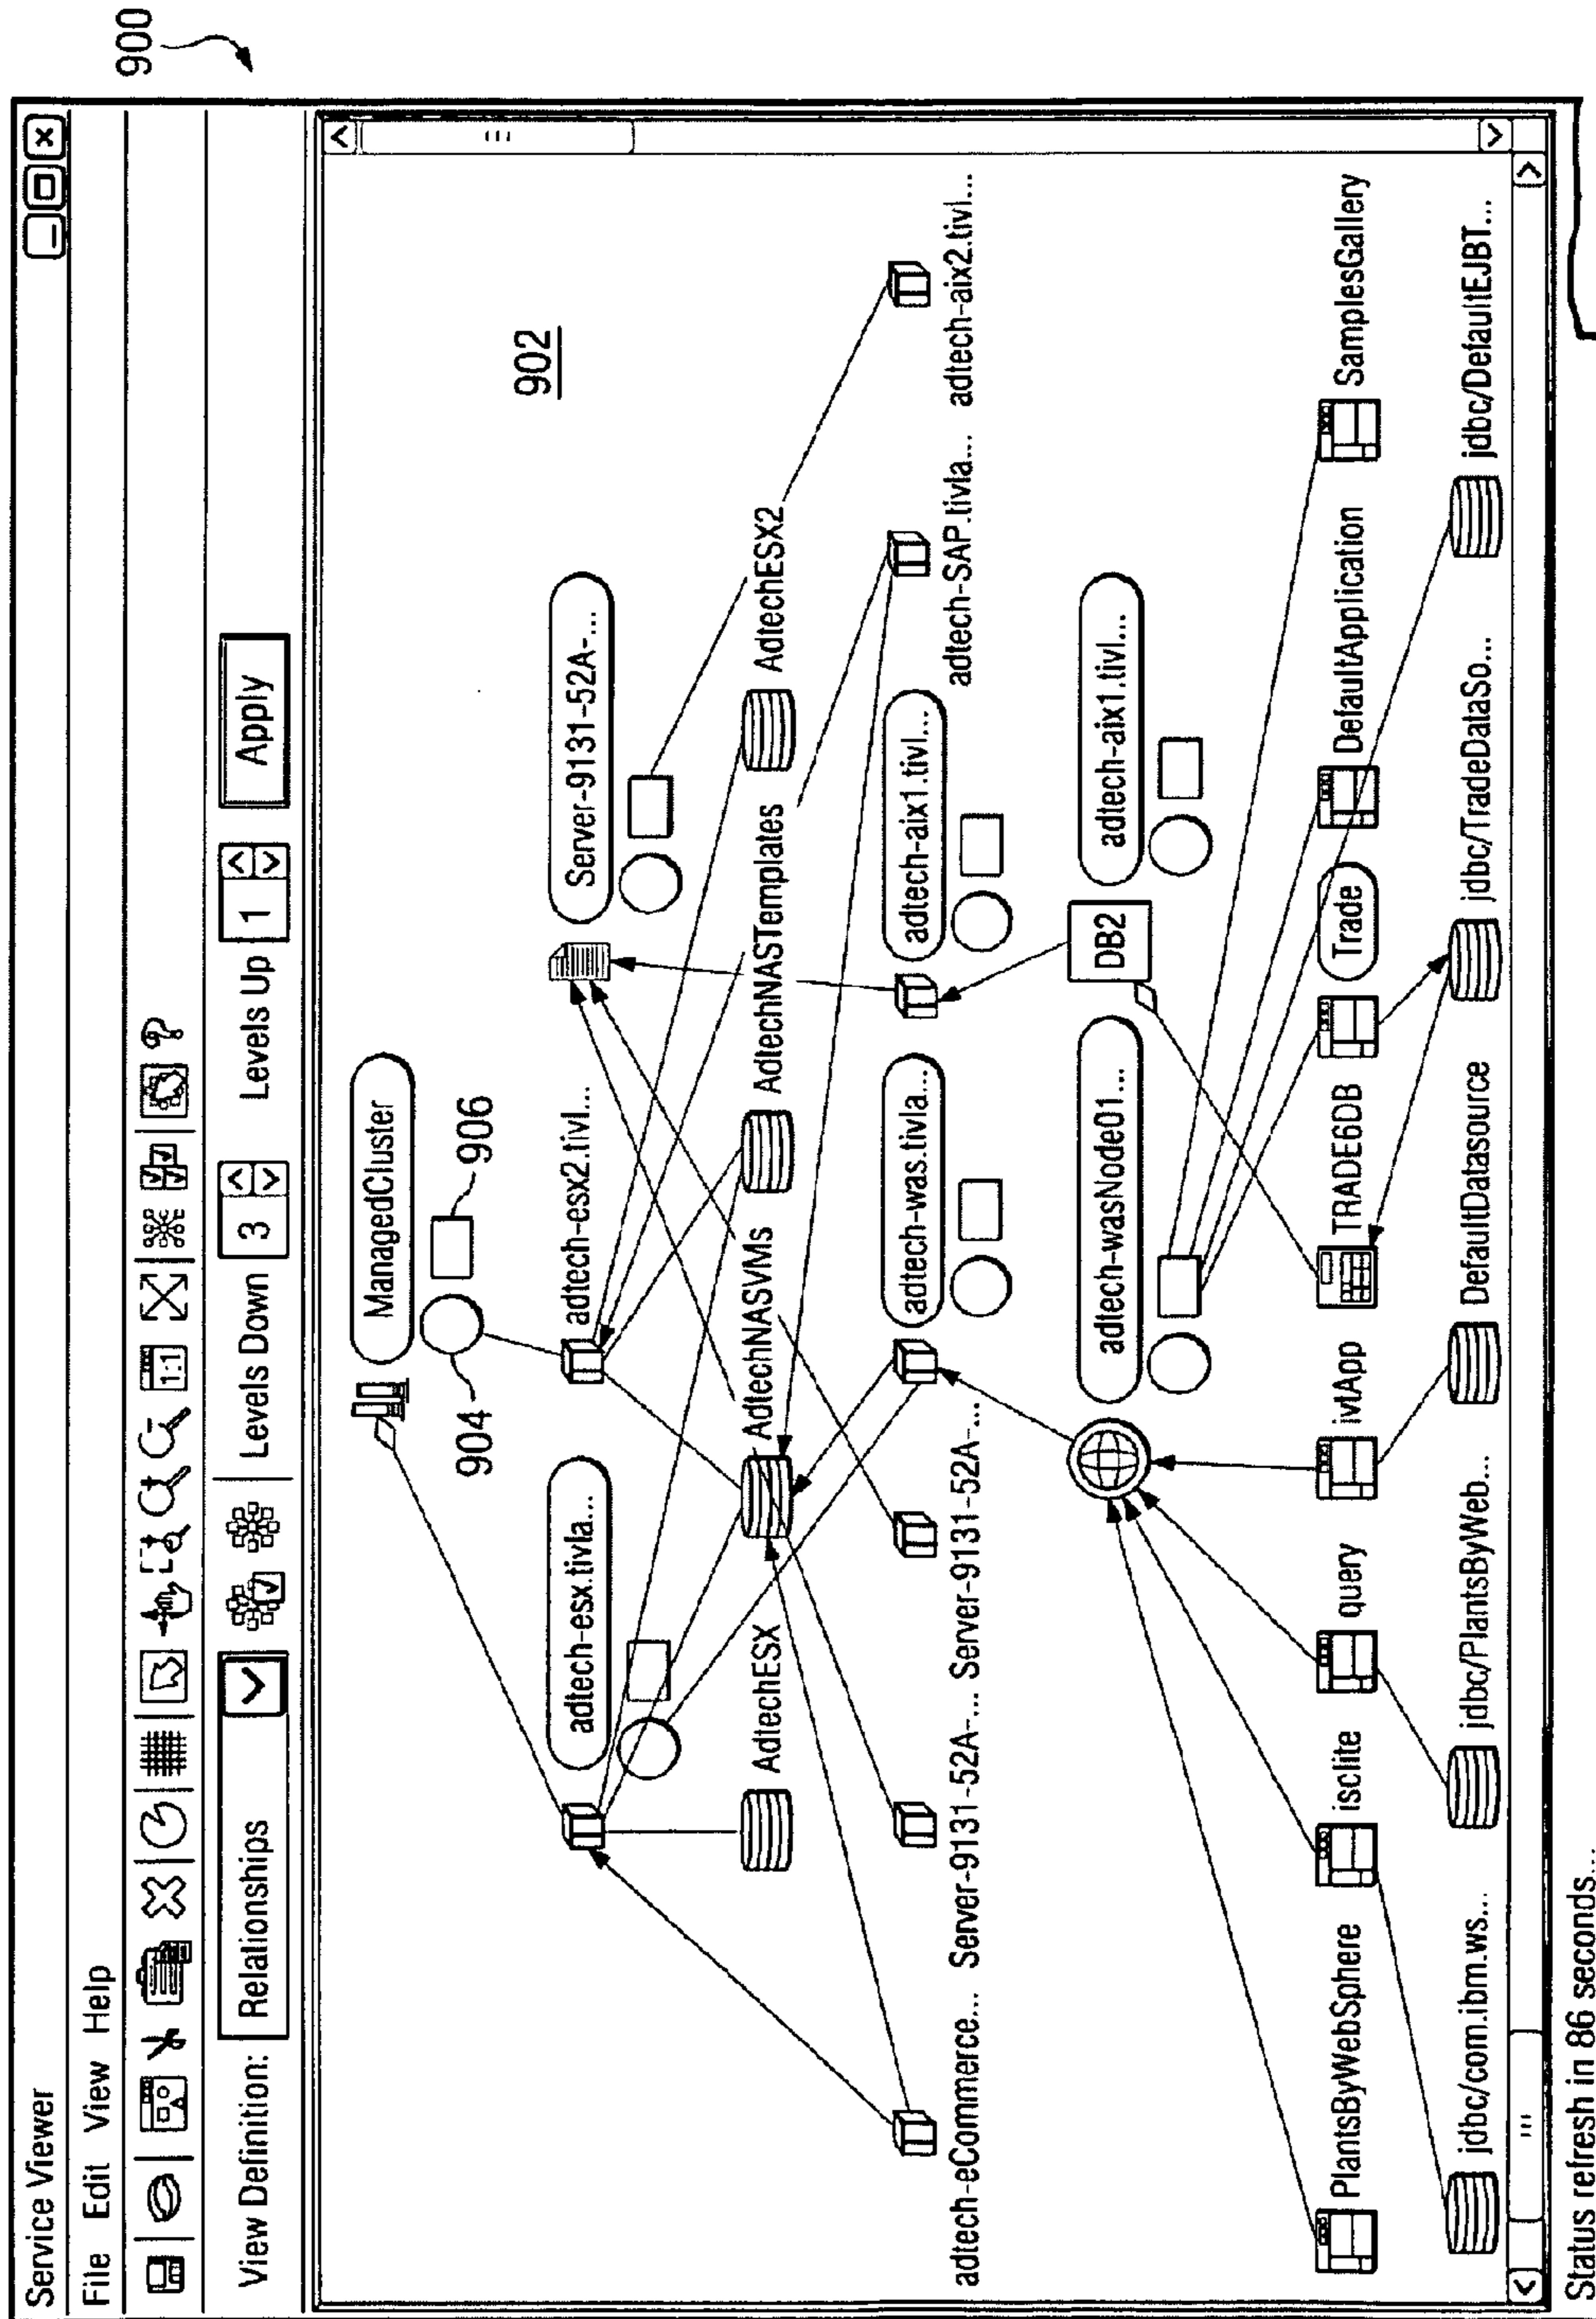 900
Service Viewer
File Edit View Help
1:1
?
View Definition: Relationships
Levels Down 3
Levels Up 1
Apply
ManagedCluster
904
906
902
adtech-esx.tivla...
adtech-esx2.tivl...
Server-9131-52A-...
AdtechESX
AdtechNASVMs
AdtechNASTemplates
AdtechESX2
adtech-was.tivla...
adtech-aix1.tivl...
adtech-eCommerce...
Server-9131-52A-...
Server-9131-52A-...
adtech-SAP.tivla...
adtech-aix2.tivl...
adtech-wasNode01...
DB2
adtech-aix1.tivl...
PlantsByWebSphere
isclite
query
ivtApp
TRADE6DB
Trade
DefaultApplication
SamplesGallery
jdbc/com.ibm.ws...
jdbc/PlantsByWeb...
DefaultDatasource
jdbc/TradeDataSo...
jdbc/DefaultEJBT...
Status refresh in 86 seconds...